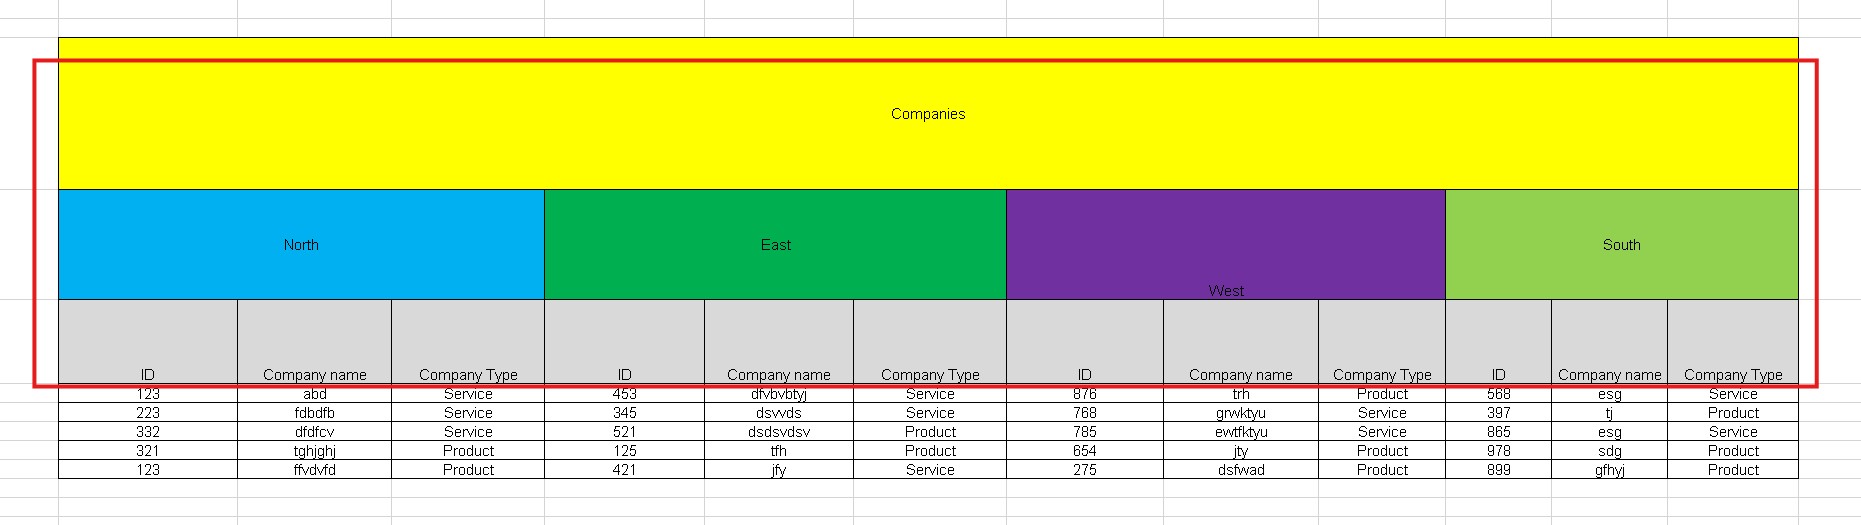 Companies
North East West South
ID Company name Company Type ID Company name Company Type ID Company name Company Type ID Company name Company Type
123 abd Service 453 dfvbvbtyj Service 876 trh Product 568 esg Service
223 fdbdfb Service 345 dsvvds Service 768 grwktyu Service 397 tj Product
332 dfdfcv Service 521 dsdsvdsv Product 785 ewtfktyu Service 865 esg Service
321 tghjghj Product 125 tfh Product 654 jty Product 978 sdg Product
123 ffvdvfd Product 421 jfy Service 275 dsfwad Product 899 gfhyj Product